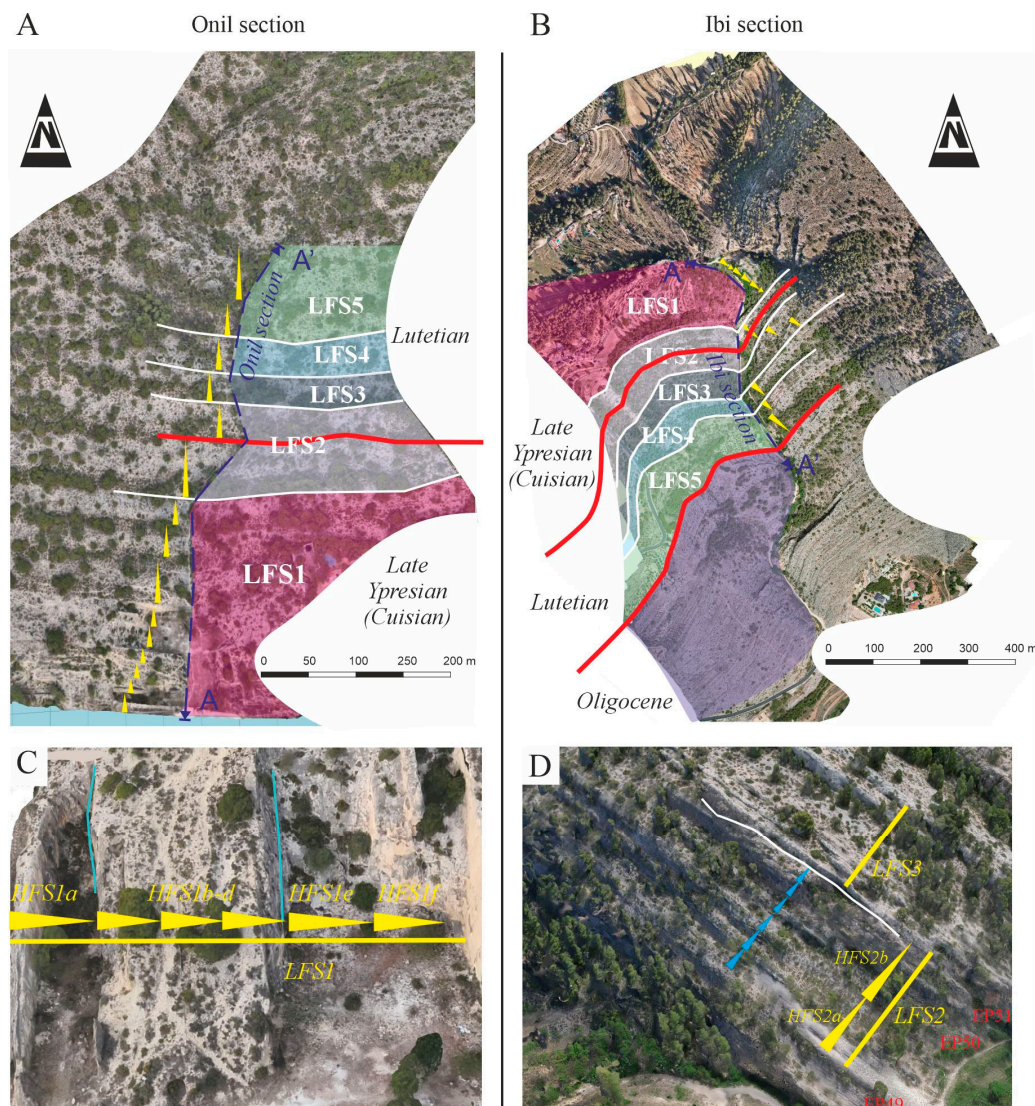 A
Onil section
B
Ibi section
N
N
A'
LFS5
Onil section
Lutetian
LFS4
LFS3
LFS2
LFS1
Late
Ypresian
(Cuisian)
0 50 100 200 m
A
A
LFS1
LFS2
Ibi section
LFS3
LFS4
LFS5
A'
Late
Ypresian
(Cuisian)
Lutetian
Oligocene
0 100 200 300 400 m
C
HFS1a
HFS1b-d
HFS1e
HFS1f
LFS1
D
LFS3
HFS2b
HFS2a
LFS2
EP51
EP50
EP49